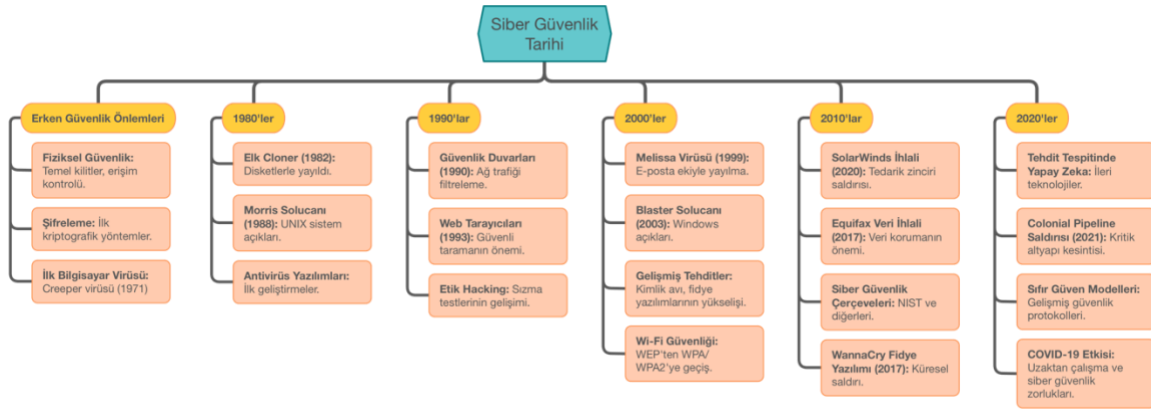 Siber Güvenlik
Tarihi
Erken Güvenlik Önlemleri
Fiziksel Güvenlik:
Temel kilitler, erişim
kontrolü.
Şifreleme: İlk
kriptografik yöntemler.
İlk Bilgisayar Virüsü:
Creeper virüsü (1971)
1980'ler
Elk Cloner (1982):
Disketlerle yayıldı.
Morris Solucanı
(1988): UNIX sistem
açıkları.
Antivirüs Yazılımları:
İlk geliştirmeler.
1990'lar
Güvenlik Duvarları
(1990): Ağ trafiği
filtreleme.
Web Tarayıcıları
(1993): Güvenli
taramanın önemi.
Etik Hacking: Sızma
testlerinin gelişimi.
2000'ler
Melissa Virüsü (1999):
E-posta ekiyle yayılma.
Blaster Solucanı
(2003): Windows
açıkları.
Gelişmiş Tehditler:
Kimlik avı, fidye
yazılımlarının yükselişi.
Wi-Fi Güvenliği:
WEP'ten WPA/
WPA2'ye geçiş.
2010'lar
SolarWinds İhlali
(2020): Tedarik zinciri
saldırısı.
Equifax Veri İhlali
(2017): Veri korumanın
önemi.
Siber Güvenlik
Çerçeveleri: NIST ve
diğerleri.
WannaCry Fidye
Yazılımı (2017): Küresel
saldırı.
2020'ler
Tehdit Tespitinde
Yapay Zeka: İleri
teknolojiler.
Colonial Pipeline
Saldırısı (2021): Kritik
altyapı kesintisi.
Sıfır Güven Modelleri:
Gelişmiş güvenlik
protokolleri.
COVID-19 Etkisi:
Uzaktan çalışma ve
siber güvenlik
zorlukları.